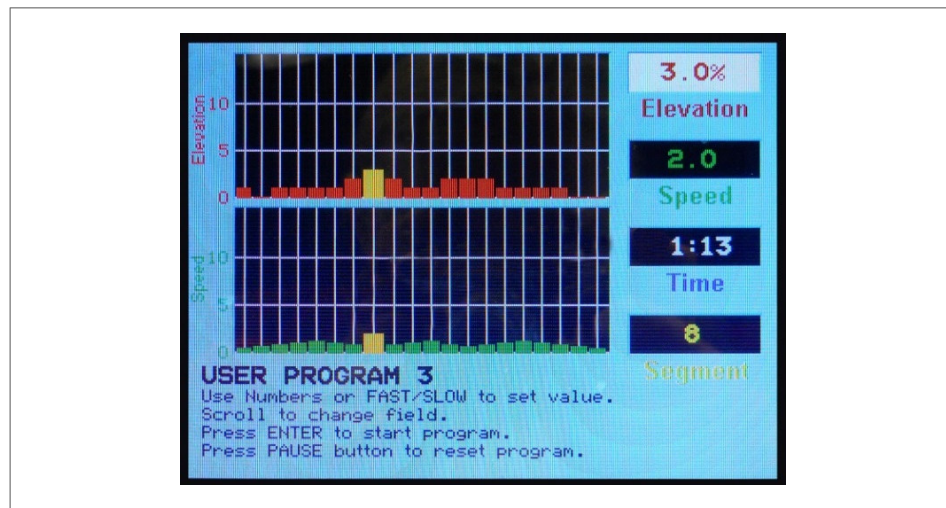 3.0%
Elevation
10
5
0
Elevation
2.0
Speed
10
5
0
Speed
1:13
Time
8
Segment
USER PROGRAM 3
Use Numbers or FAST/SLOW to set value.
Scroll to change field.
Press ENTER to start program.
Press PAUSE button to reset program.